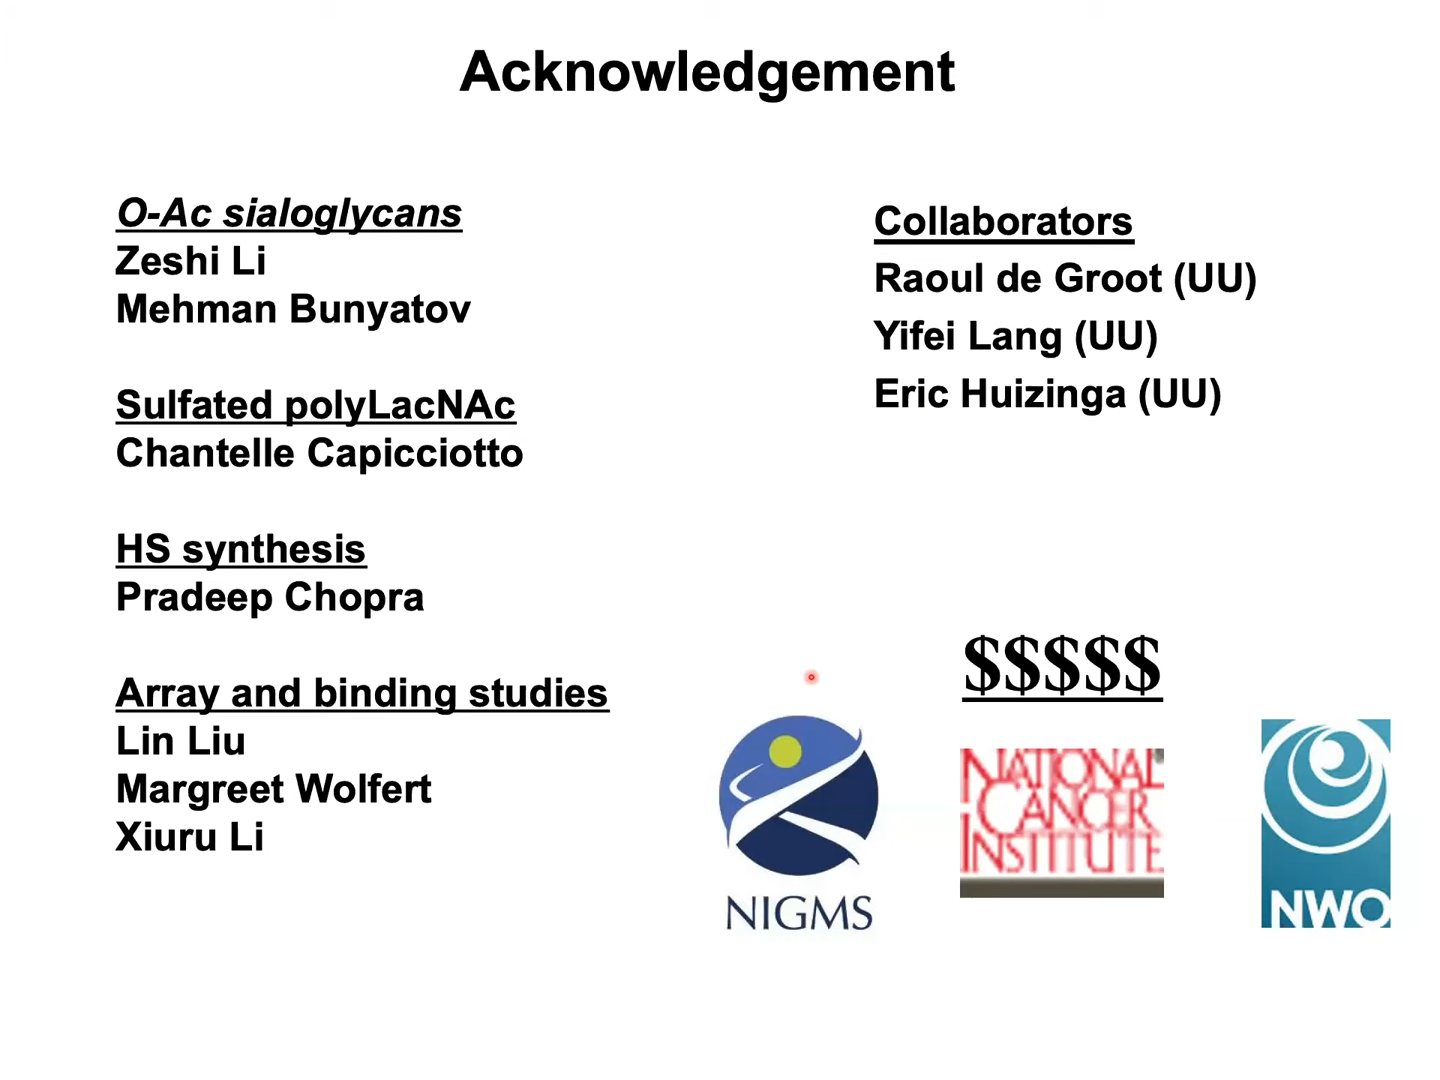 Acknowledgement
O-Ac sialoglycans
Zeshi Li
Mehman Bunyatov
Sulfated polyLacNAc
Chantelle Capicciotto
HS synthesis
Pradeep Chopra
Array and binding studies
Lin Liu
Margreet Wolfert
Xiuru Li
Collaborators
Raoul de Groot (UU)
Yifei Lang (UU)
Eric Huizinga (UU)
$$$$$
NIGMS
NATIONAL
CANCER
INSTITUTE
NWO